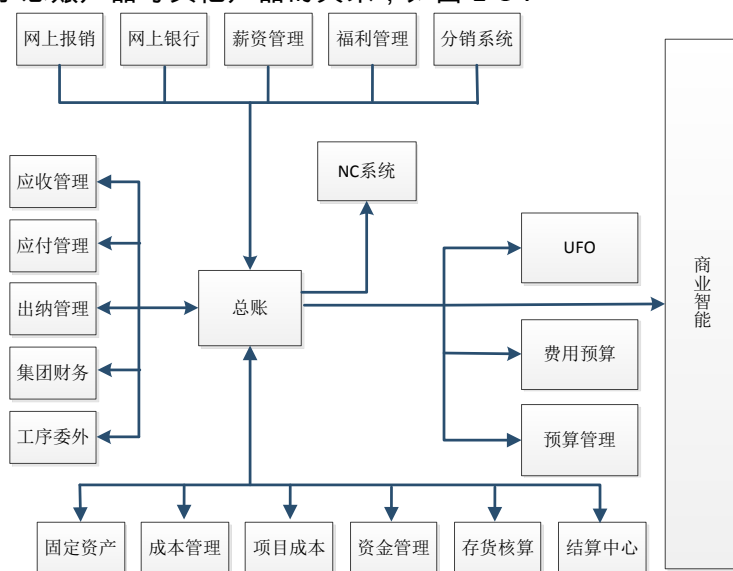 网上报销
网上银行
薪资管理
福利管理
分销系统
NC系统
应收管理
应付管理
出纳管理
集团财务
工序委外
总账
UFO
费用预算
预算管理
商业智能
固定资产
成本管理
项目成本
资金管理
存货核算
结算中心